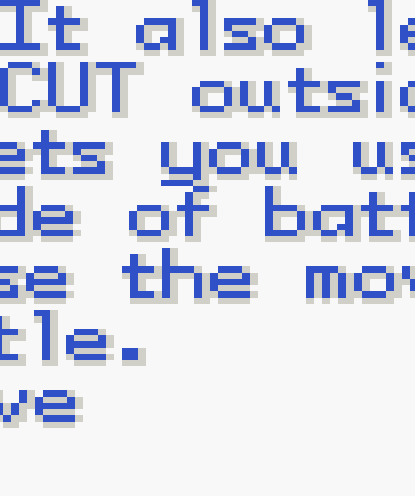 It also le
CUT outsid
ets you us
de of batt
se the mov
tle.
ve